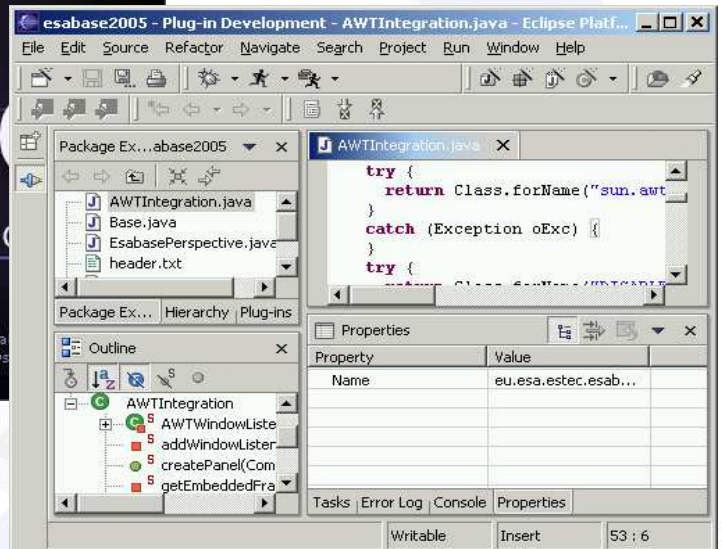 esabase2005 - Plug-in Development - AWTIntegration.java - Eclipse Platf...
File Edit Source Refactor Navigate Search Project Run Window Help
Package Ex...abase2005
AWTIntegration.java
Base.java
EsabasePerspective.java
header.txt
Package Ex... Hierarchy Plug-ins
AWTIntegration.java
try {
return Class.forName("sun.awt
}
catch (Exception oExc) {
}
try {
Outline
AWTIntegration
AWTWindowListe
addWindowListen
createPanel(Com
getEmbeddedFra
Properties
Property Value
Name eu.esa.estec.esab...
Tasks Error Log Console Properties
Writable Insert 53 : 6